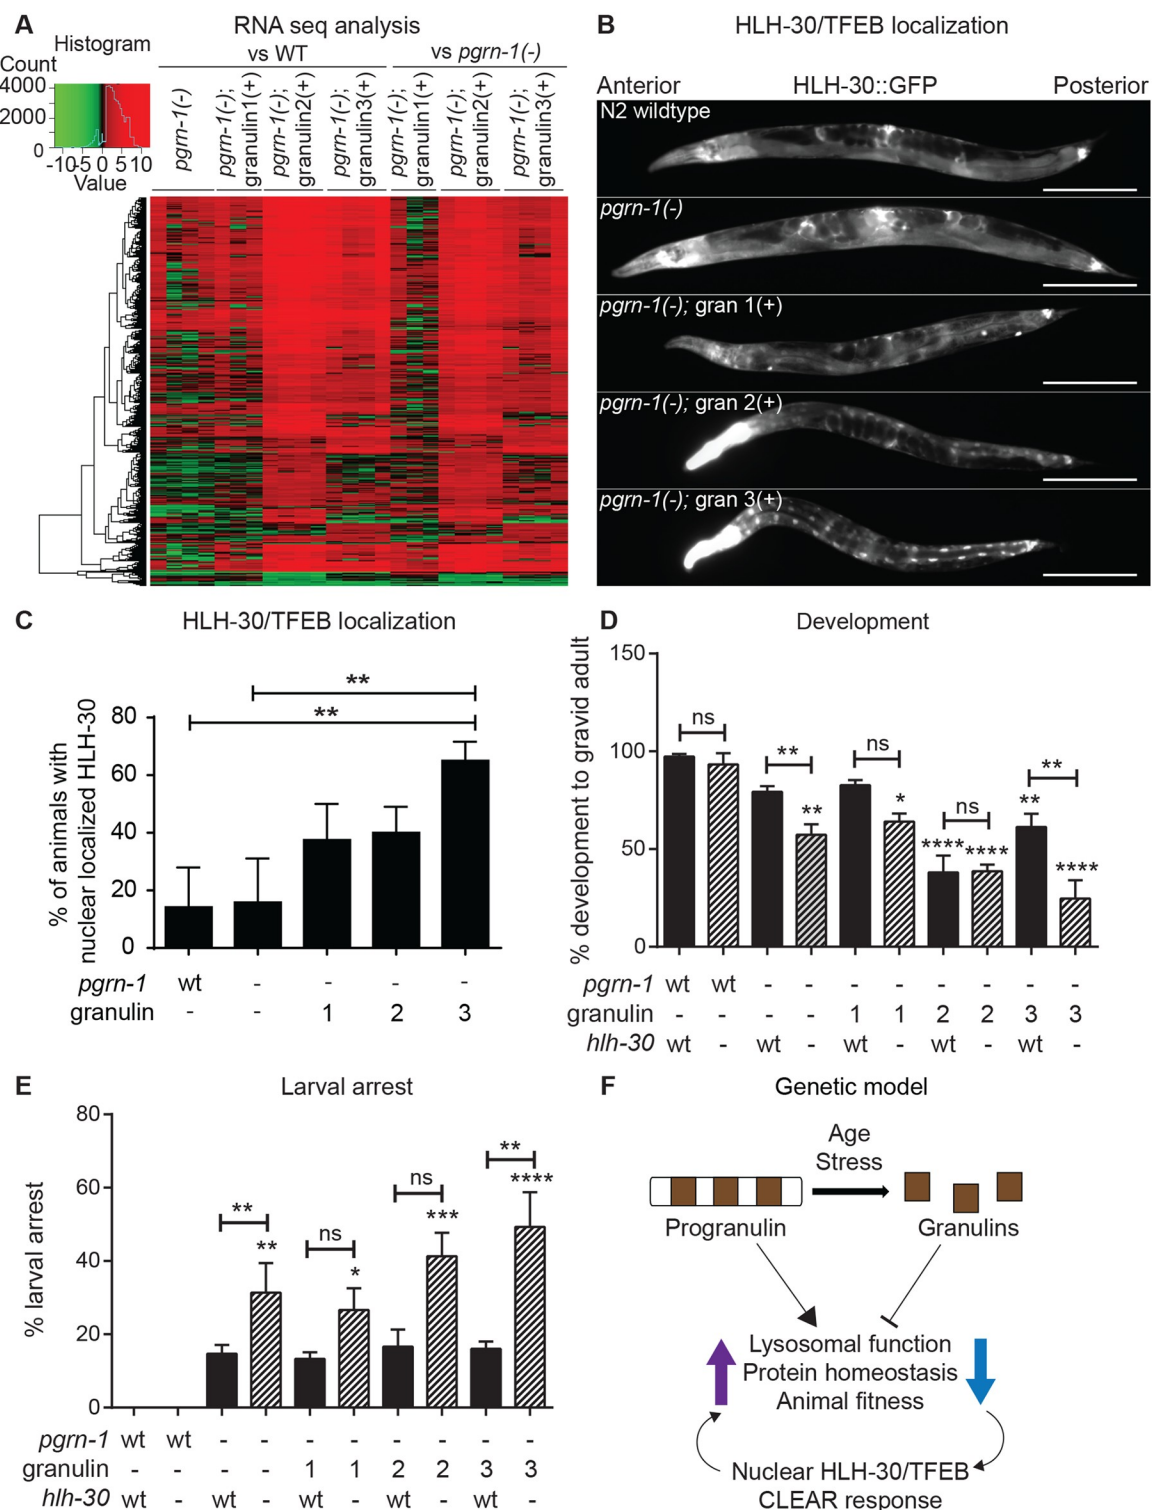 A
RNA seq analysis
Histogram
vs WT
vs pgrn-1(-)
Count
4000
2000
0
-10
-5
0
5
10
Value
pgrn-1(-)
pgrn-1(-);
granulin1(+)
pgrn-1(-);
granulin2(+)
pgrn-1(-);
granulin3(+)
pgrn-1(-);
granulin1(+)
pgrn-1(-);
granulin2(+)
pgrn-1(-);
granulin3(+)
B
HLH-30/TFEB localization
Anterior HLH-30::GFP Posterior
N2 wildtype
pgrn-1(-)
pgrn-1(-); gran 1(+)
pgrn-1(-); gran 2(+)
pgrn-1(-); gran 3(+)
C
HLH-30/TFEB localization
% of animals with
nuclear localized HLH-30
80
60
40
20
0
**
**
pgrn-1 wt - - - -
granulin - - 1 2 3
D
Development
% development to gravid adult
150
100
50
0
ns
**
**
ns
*
****
ns
****
**
**
****
pgrn-1 wt wt - - - - - - - -
granulin - - - - 1 1 2 2 3 3
hlh-30 wt - wt - wt - wt - wt -
E
Larval arrest
% larval arrest
80
60
40
20
0
**
**
ns
*
ns
***
**
****
pgrn-1 wt wt - - - - - - - -
granulin - - - - 1 1 2 2 3 3
hlh-30 wt - wt - wt - wt - wt -
F
Genetic model
Age
Stress
Progranulin
Granulins
Lysosomal function
Protein homeostasis
Animal fitness
Nuclear HLH-30/TFEB
CLEAR response